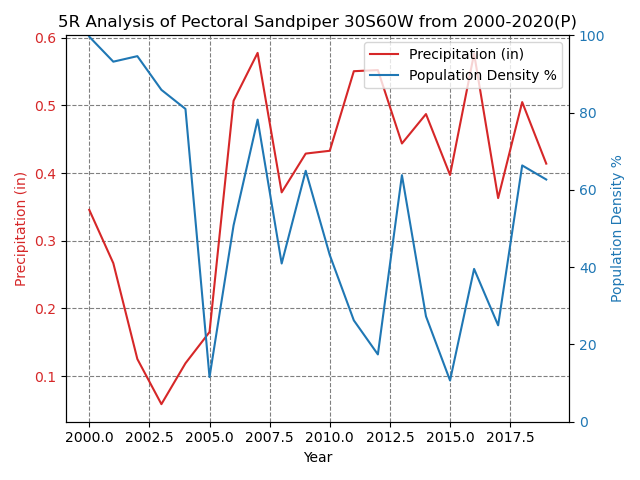 5R Analysis of Pectoral Sandpiper 30S60W from 2000-2020(P)
Precipitation (in)
Population Density %
0.6
0.5
0.4
0.3
0.2
0.1
Precipitation (in)
100
80
60
40
20
0
Population Density %
2000.0 2002.5 2005.0 2007.5 2010.0 2012.5 2015.0 2017.5
Year